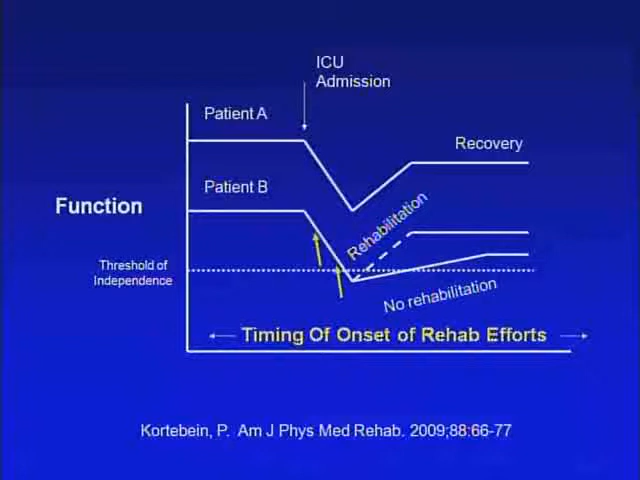 ICU
Admission
Patient A
Recovery
Patient B
Function
Rehabilitation
Threshold of
Independence
No rehabilitation
Timing Of Onset of Rehab Efforts
Kortebein, P. Am J Phys Med Rehab. 2009;88:66-77